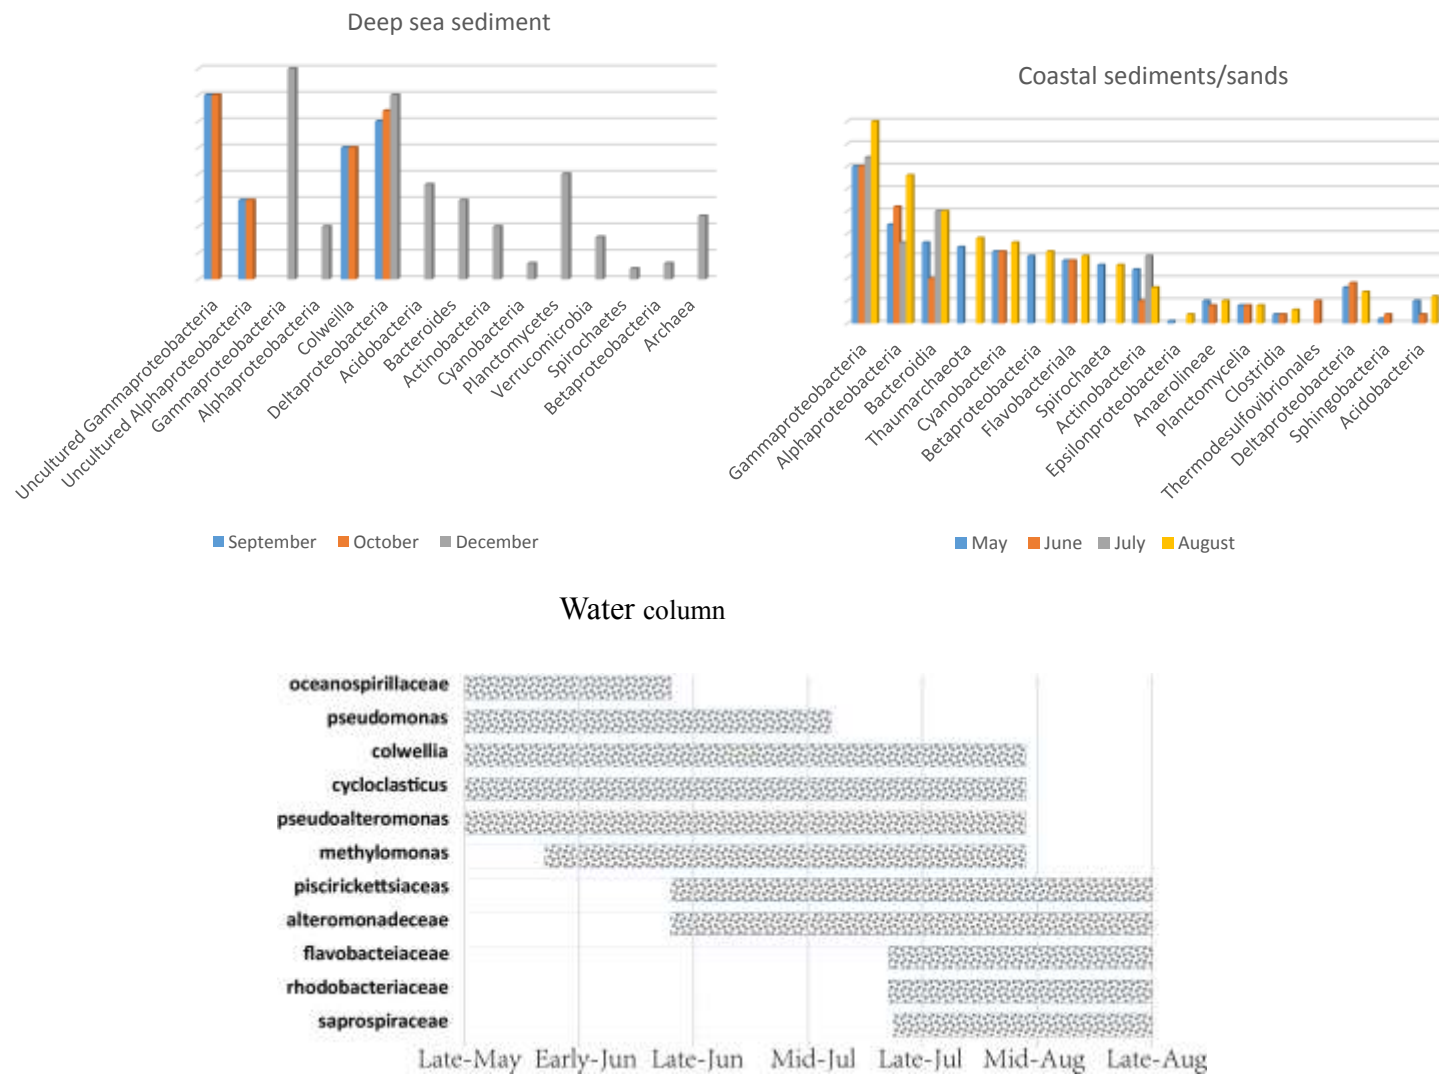 Deep sea sediment
Uncultured Gammaproteobacteria
Uncultured Alphaproteobacteria
Gammaproteobacteria
Alphaproteobacteria
Colweilla
Deltaproteobacteria
Acidobacteria
Bacteroides
Actinobacteria
Cyanobacteria
Planctomycetes
Verrucomicrobia
Spirochaetes
Betaproteobacteria
Archaea
September October December
Coastal sediments/sands
Gammaproteobacteria
Alphaproteobacteria
Bacteroidia
Thaumarchaeota
Cyanobacteria
Betaproteobacteria
Flavobacteriala
Spirochaeta
Actinobacteria
Epsilonproteobacteria
Anaerolineae
Planctomycelia
Clostridia
Thermodesulfovibrionales
Deltaproteobacteria
Sphingobacteria
Acidobacteria
May June July August
Water column
oceanospirillaceae
pseudomonas
colwellia
cycloclasticus
pseudoalteromonas
methylomonas
piscirickettsiaceas
alteromonadeceae
flavobacteiaceae
rhodobacteriaceae
saprospiraceae
Late-May Early-Jun Late-Jun Mid-Jul Late-Jul Mid-Aug Late-Aug